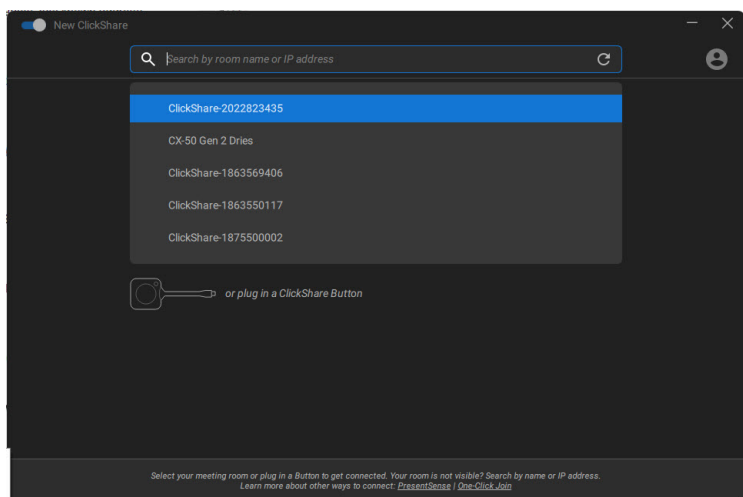 New ClickShare
Search by room name or IP address
ClickShare-2022823435
CX-50 Gen 2 Dries
ClickShare-1863569406
ClickShare-1863550117
ClickShare-1875500002
or plug in a ClickShare Button
Select your meeting room or plug in a Button to get connected. Your room is not visible? Search by name or IP address.
Learn more about other ways to connect: PresentSense | One-Click Join